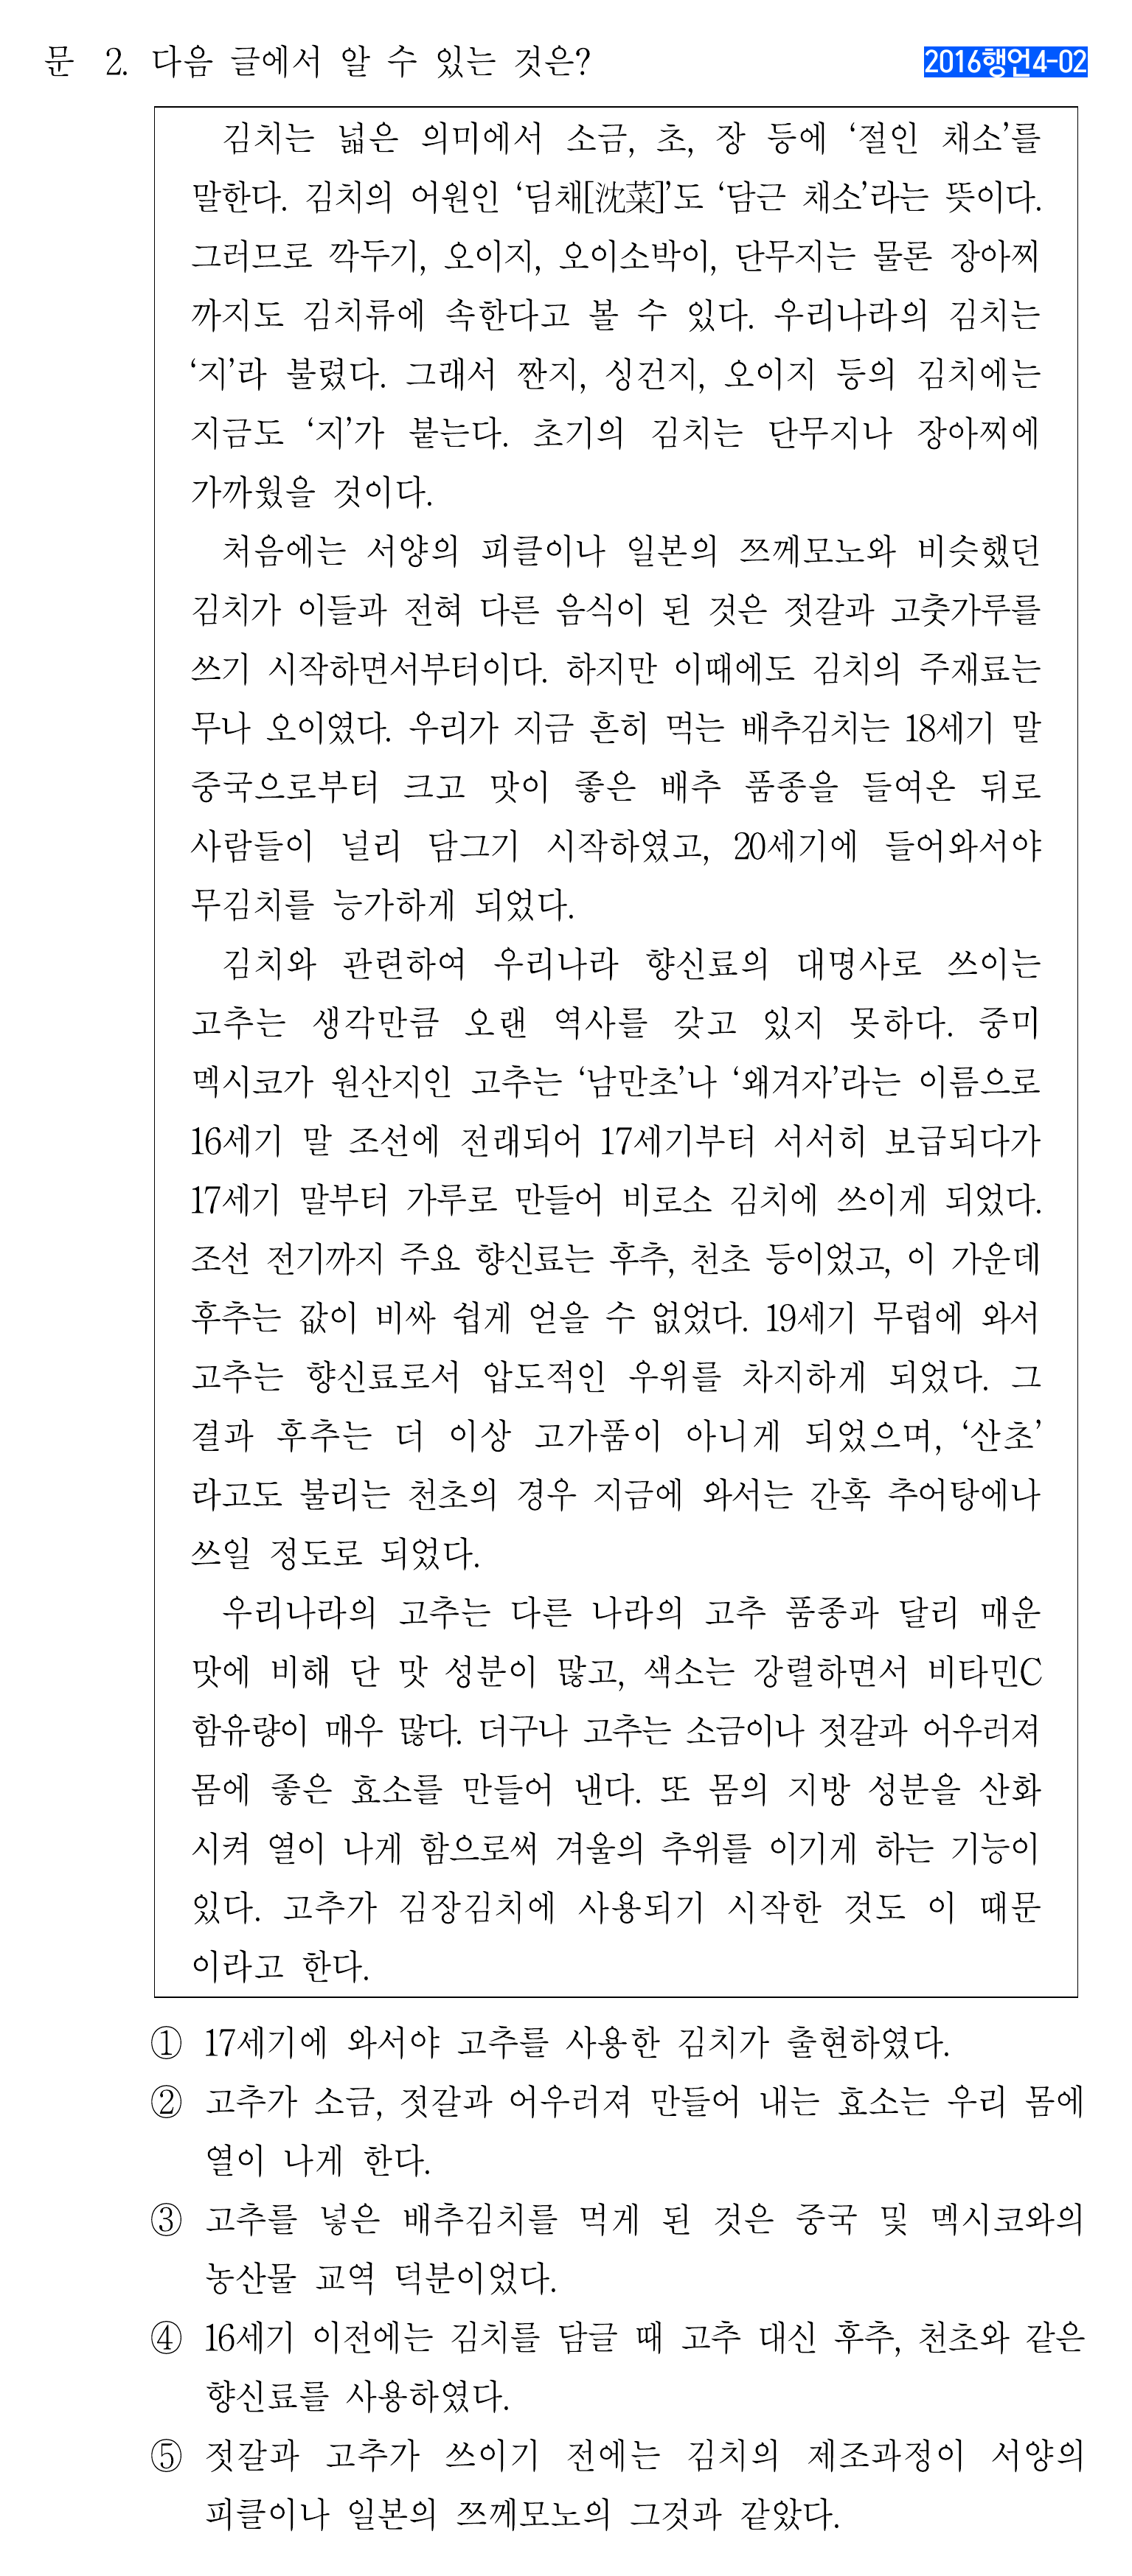 문 2. 다음 글에서 알 수 있는 것은?
2016행언4-02
김치는 넓은 의미에서 소금, 초, 장 등에 ‘절인 채소’를
말한다. 김치의 어원인 ‘딤채[沈菜]’도 ‘담근 채소’라는 뜻이다.
그러므로 깍두기, 오이지, 오이소박이, 단무지는 물론 장아찌
까지도 김치류에 속한다고 볼 수 있다. 우리나라의 김치는
‘지’라 불렸다. 그래서 짠지, 싱건지, 오이지 등의 김치에는
지금도 ‘지’가 붙는다. 초기의 김치는 단무지나 장아찌에
가까웠을 것이다.
처음에는 서양의 피클이나 일본의 쯔께모노와 비슷했던
김치가 이들과 전혀 다른 음식이 된 것은 젓갈과 고춧가루를
쓰기 시작하면서부터이다. 하지만 이때에도 김치의 주재료는
무나 오이였다. 우리가 지금 흔히 먹는 배추김치는 18세기 말
중국으로부터 크고 맛이 좋은 배추 품종을 들여온 뒤로
사람들이 널리 담그기 시작하였고, 20세기에 들어와서야
무김치를 능가하게 되었다.
김치와 관련하여 우리나라 향신료의 대명사로 쓰이는
고추는 생각만큼 오랜 역사를 갖고 있지 못하다. 중미
멕시코가 원산지인 고추는 ‘남만초’나 ‘왜겨자’라는 이름으로
16세기 말 조선에 전래되어 17세기부터 서서히 보급되다가
17세기 말부터 가루로 만들어 비로소 김치에 쓰이게 되었다.
조선 전기까지 주요 향신료는 후추, 천초 등이었고, 이 가운데
후추는 값이 비싸 쉽게 얻을 수 없었다. 19세기 무렵에 와서
고추는 향신료로서 압도적인 우위를 차지하게 되었다. 그
결과 후추는 더 이상 고가품이 아니게 되었으며, ‘산초’
라고도 불리는 천초의 경우 지금에 와서는 간혹 추어탕에나
쓰일 정도로 되었다.
우리나라의 고추는 다른 나라의 고추 품종과 달리 매운
맛에 비해 단 맛 성분이 많고, 색소는 강렬하면서 비타민C
함유량이 매우 많다. 더구나 고추는 소금이나 젓갈과 어우러져
몸에 좋은 효소를 만들어 낸다. 또 몸의 지방 성분을 산화
시켜 열이 나게 함으로써 겨울의 추위를 이기게 하는 기능이
있다. 고추가 김장김치에 사용되기 시작한 것도 이 때문
이라고 한다.
① 17세기에 와서야 고추를 사용한 김치가 출현하였다.
② 고추가 소금, 젓갈과 어우러져 만들어 내는 효소는 우리 몸에
열이 나게 한다.
③ 고추를 넣은 배추김치를 먹게 된 것은 중국 및 멕시코와의
농산물 교역 덕분이었다.
④ 16세기 이전에는 김치를 담글 때 고추 대신 후추, 천초와 같은
향신료를 사용하였다.
⑤ 젓갈과 고추가 쓰이기 전에는 김치의 제조과정이 서양의
피클이나 일본의 쯔께모노의 그것과 같았다.